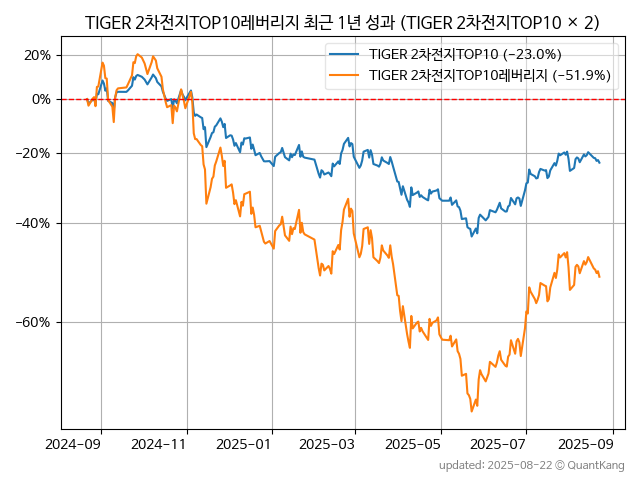 TIGER 2차전지TOP10레버리지 최근 1년 성과 (TIGER 2차전지TOP10 × 2)
TIGER 2차전지TOP10 (−23.0%)
TIGER 2차전지TOP10레버리지 (−51.9%)
20%
0%
−20%
−40%
−60%
2024-09 2024-11 2025-01 2025-03 2025-05 2025-07 2025-09
updated: 2025-08-22 © QuantKang